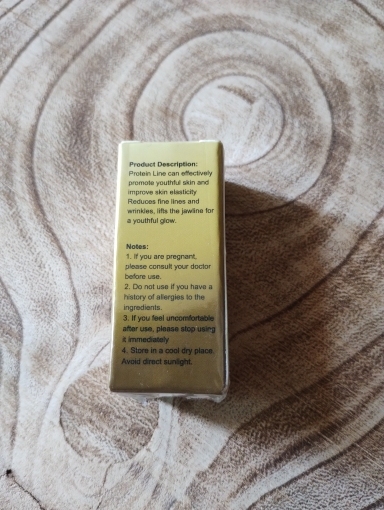 Product Description:
Protein Line can effectively
promote youthful skin and
improve skin elasticity
Reduces fine lines and
wrinkles, lifts the jawline for
a youthful glow.
Notes:
1. If you are pregnant,
please consult your doctor
before use.
2. Do not use if you have a
history of allergies to the
ingredients.
3. If you feel uncomfortable
after use, please stop using
it immediately
4. Store in a cool dry place,
Avoid direct sunlight.